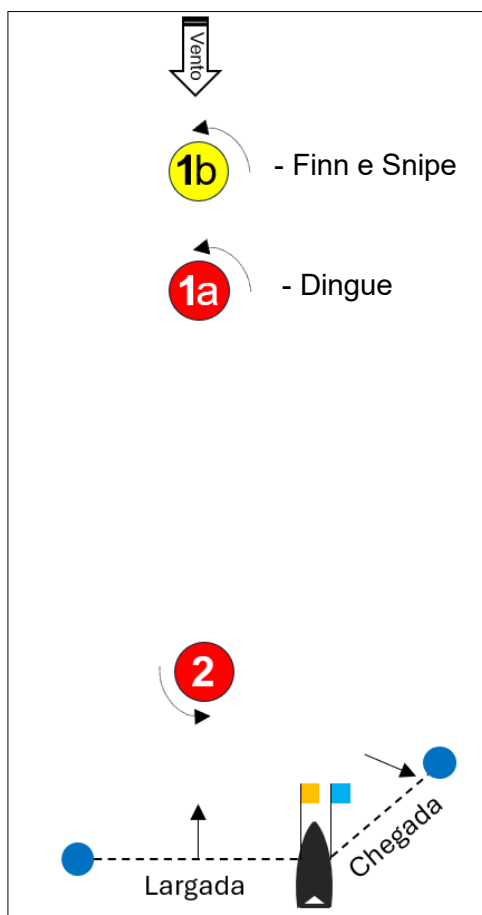 Vento
1b
- Finn e Snipe
1a
- Dingue
2
Chegada
Largada